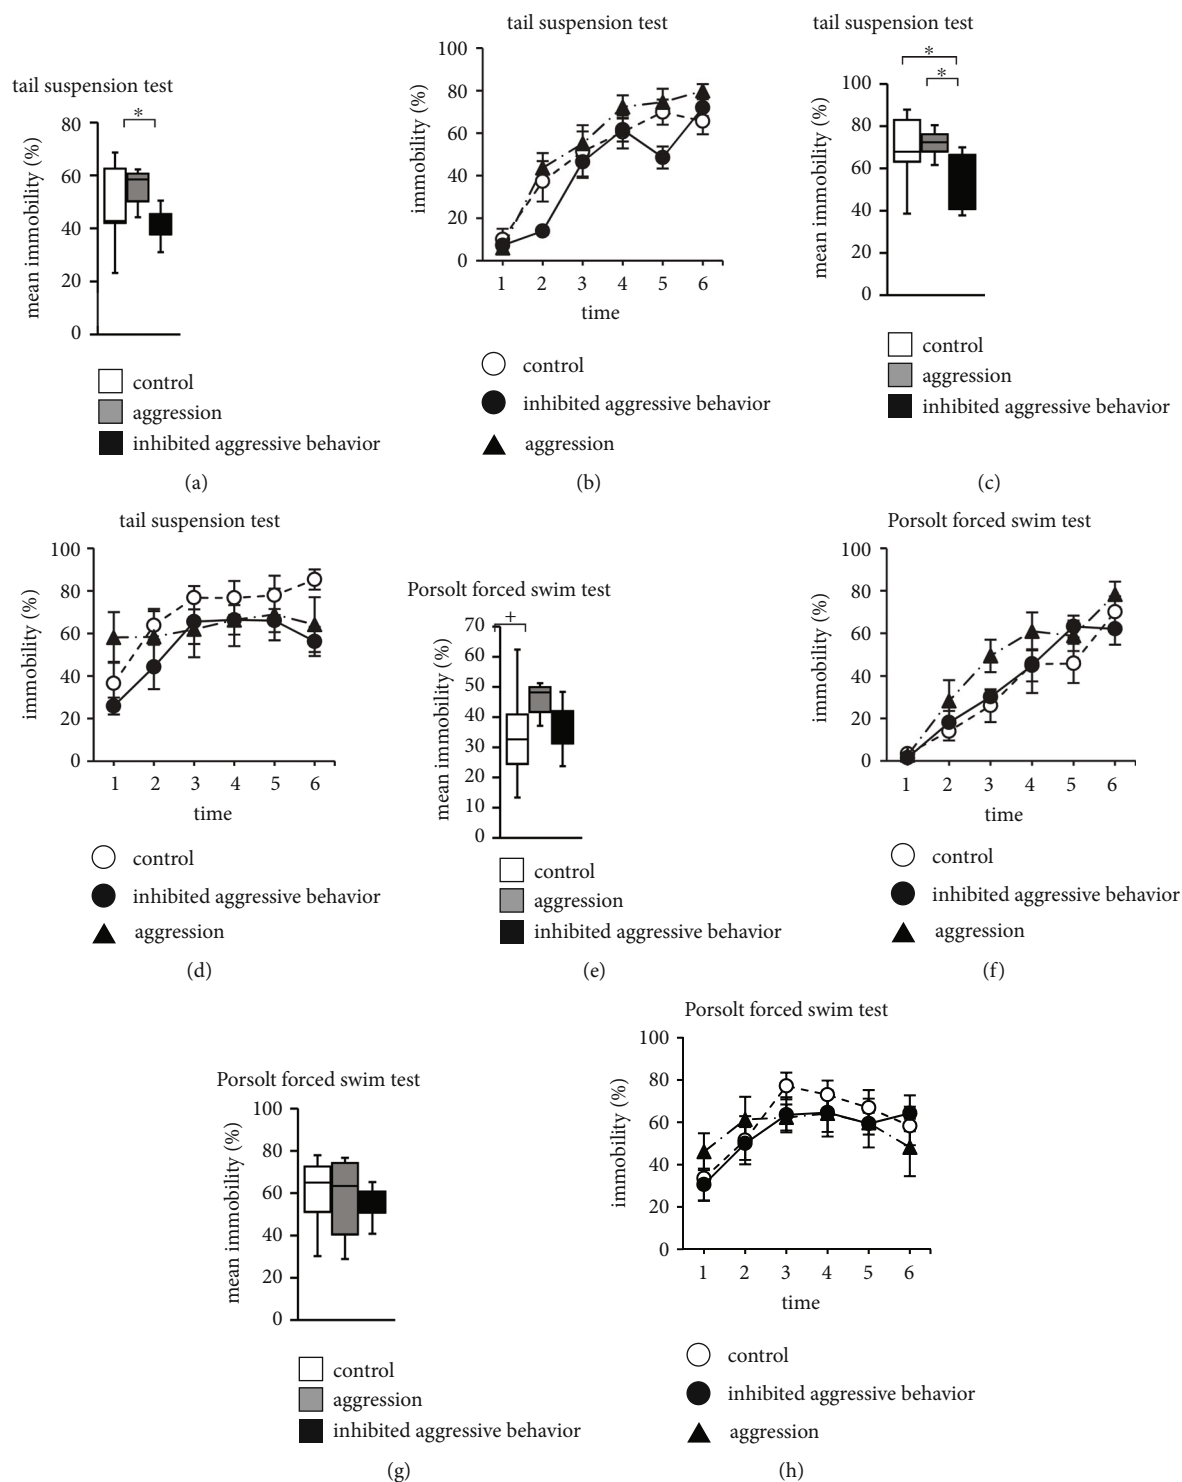 tail suspension test
*
mean immobility (%)
80
60
40
20
0
control
aggression
inhibited aggressive behavior
(a)
tail suspension test
immobility (%)
100
80
60
40
20
0
1 2 3 4 5 6
time
control
inhibited aggressive behavior
aggression
(b)
tail suspension test
*
*
mean immobility (%)
100
80
60
40
20
0
control
aggression
inhibited aggressive behavior
(c)
tail suspension test
immobility (%)
100
80
60
40
20
0
1 2 3 4 5 6
time
control
inhibited aggressive behavior
aggression
(d)
Porsolt forced swim test
+
mean immobility (%)
70
60
50
40
30
20
10
0
control
aggression
inhibited aggressive behavior
(e)
Porsolt forced swim test
immobility (%)
100
80
60
40
20
0
1 2 3 4 5 6
time
control
inhibited aggressive behavior
aggression
(f)
Porsolt forced swim test
mean immobility (%)
100
80
60
40
20
0
control
aggression
inhibited aggressive behavior
(g)
Porsolt forced swim test
immobility (%)
100
80
60
40
20
0
1 2 3 4 5 6
time
control
inhibited aggressive behavior
aggression
(h)